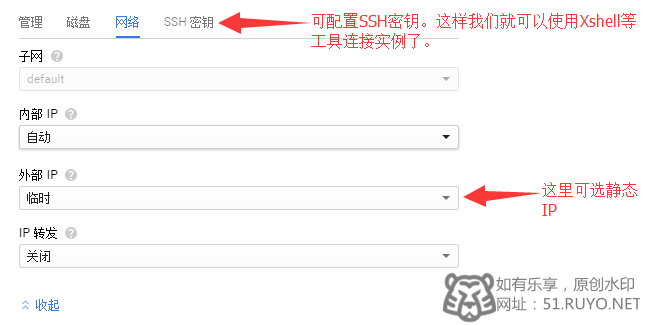 管理 磁盘 网络 SSH 密钥
可配置SSH密钥。这样我们就可以使用Xshell等
工具连接实例了。
子网
default
内部 IP
自动
外部 IP
临时
这里可选静态
IP
IP 转发
关闭
收起
如有乐享，原创水印
网址：51.RUYO.NET